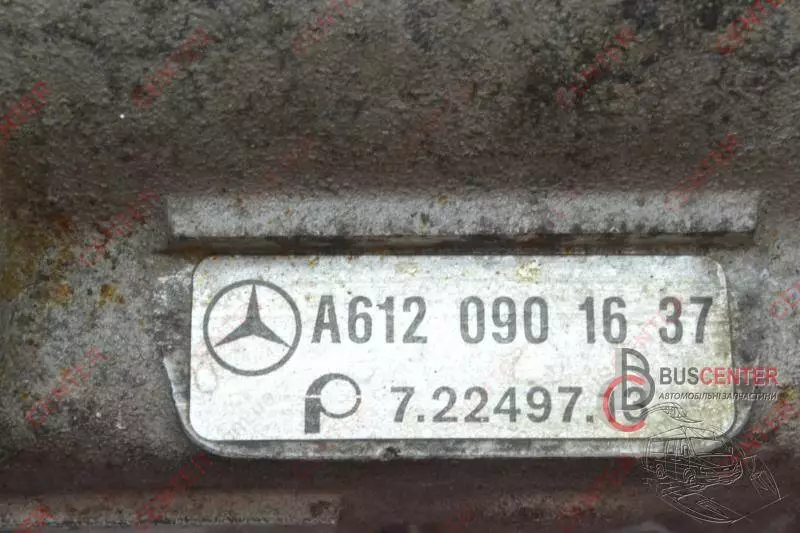 A612 090 16 37
7.22497.
BUSCENTER
АВТОМОБІЛЬНІ ЗАПЧАСТИНИ